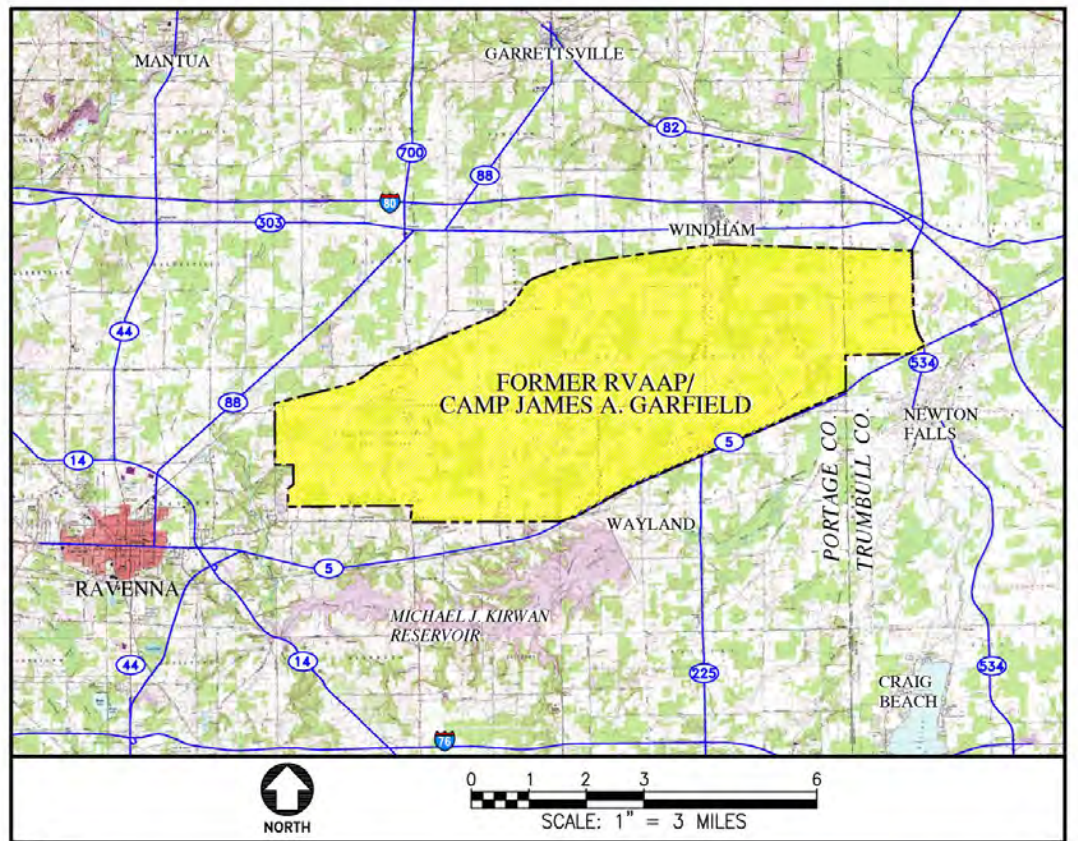 MANTUA
GARRETTSVILLE
82
700
88
80
303
WINDHAM
44
FORMER RVAAP/
CAMP JAMES A. GARFIELD
534
88
NEWTON
FALLS
5
14
PORTAGE CO.
TRUMBULL CO.
WAYLAND
5
RAVENNA
MICHAEL J. KIRWAN
RESERVOIR
44
14
225
534
CRAIG
BEACH
76
NORTH
0 1 2 3 6
SCALE: 1" = 3 MILES